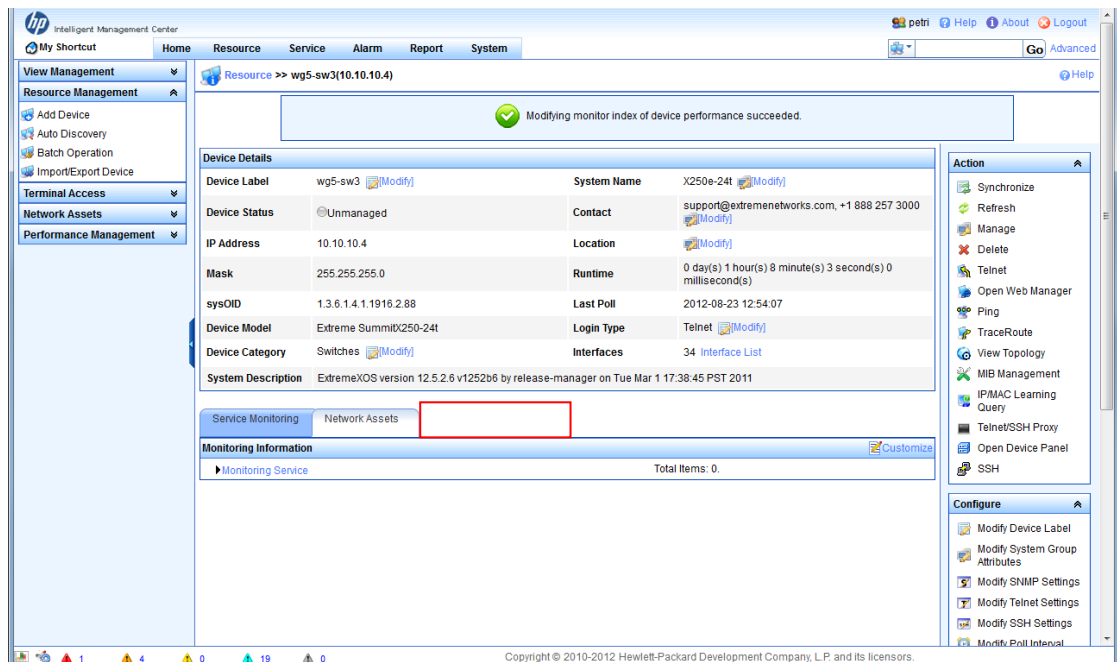 hp Intelligent Management Center
petri Help About Logout
My Shortcut Home Resource Service Alarm Report System Go Advanced
View Management
Resource Management
Add Device
Auto Discovery
Batch Operation
Import/Export Device
Terminal Access
Network Assets
Performance Management
Resource >> wg5-sw3(10.10.10.4) Help
Modifying monitor index of device performance succeeded.
Device Details
Device Label wg5-sw3 [Modify] System Name X250e-24t [Modify]
Device Status Unmanaged Contact support@extremenetworks.com, +1 888 257 3000 [Modify]
IP Address 10.10.10.4 Location [Modify]
Mask 255.255.255.0 Runtime 0 day(s) 1 hour(s) 8 minute(s) 3 second(s) 0 millisecond(s)
sysOID 1.3.6.1.4.1.1916.2.88 Last Poll 2012-08-23 12:54:07
Device Model Extreme SummitX250-24t Login Type Telnet [Modify]
Device Category Switches [Modify] Interfaces 34 Interface List
System Description ExtremeXOS version 12.5.2.6 v1252b6 by release-manager on Tue Mar 1 17:38:45 PST 2011
Service Monitoring Network Assets
Monitoring Information Customize
Monitoring Service Total Items: 0.
Action
Synchronize
Refresh
Manage
Delete
Telnet
Open Web Manager
Ping
TraceRoute
View Topology
MIB Management
IP/MAC Learning Query
Telnet/SSH Proxy
Open Device Panel
SSH
Configure
Modify Device Label
Modify System Group Attributes
Modify SNMP Settings
Modify Telnet Settings
Modify SSH Settings
Modify Poll Interval
1 4 0 19 0 Copyright © 2010-2012 Hewlett-Packard Development Company, L.P. and its licensors.